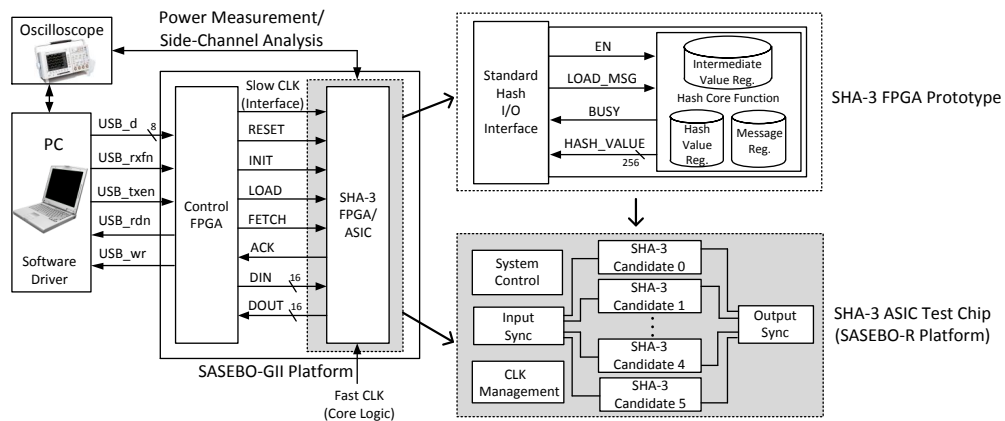 Oscilloscope
Power Measurement/
Side-Channel Analysis
PC
Software
Driver
USB_d
8
USB_rxfn
USB_txen
USB_rdn
USB_wr
Control
FPGA
Slow CLK
(Interface)
RESET
INIT
LOAD
FETCH
ACK
DIN
16
DOUT
16
SHA-3
FPGA/
ASIC
SASEBO-GII Platform
Fast CLK
(Core Logic)
Standard
Hash
I/O
Interface
EN
LOAD_MSG
BUSY
HASH_VALUE
256
Intermediate
Value Reg.
Hash Core Function
Hash
Value
Reg.
Message
Reg.
SHA-3 FPGA Prototype
System
Control
Input
Sync
CLK
Management
SHA-3
Candidate 0
SHA-3
Candidate 1
SHA-3
Candidate 4
SHA-3
Candidate 5
Output
Sync
SHA-3 ASIC Test Chip
(SASEBO-R Platform)